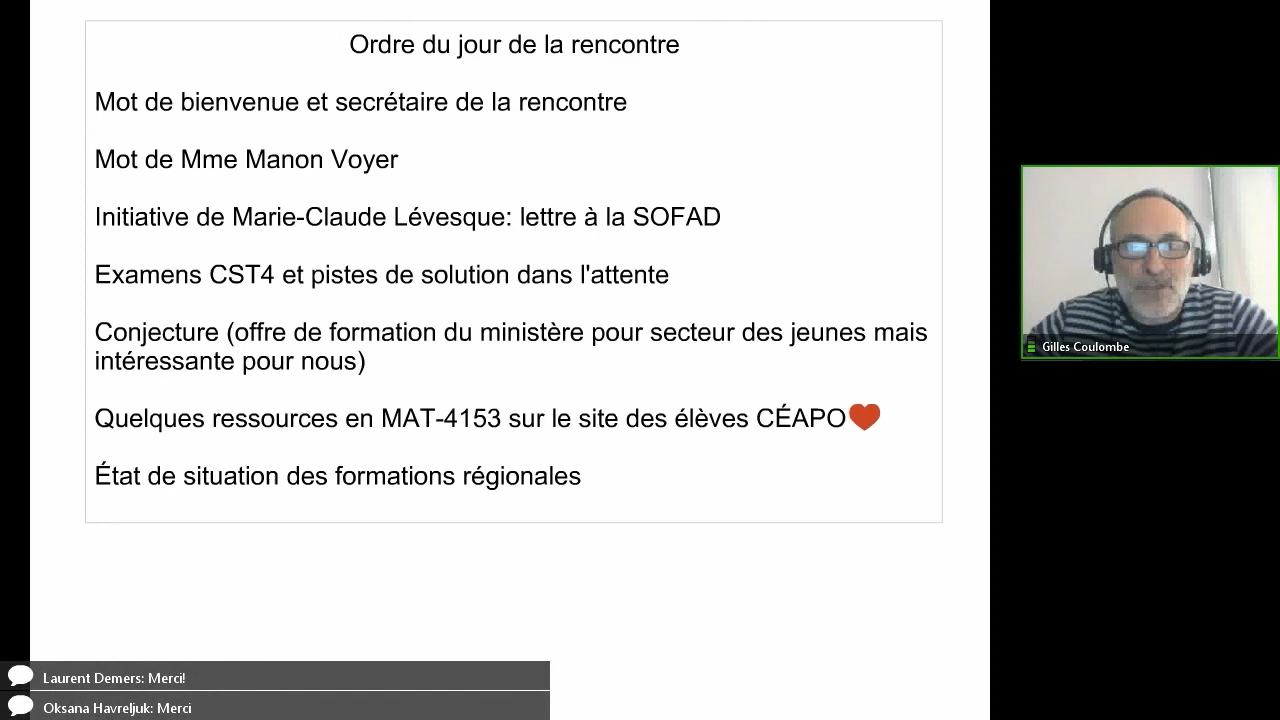 Ordre du jour de la rencontre
Mot de bienvenue et secrétaire de la rencontre
Mot de Mme Manon Voyer
Initiative de Marie-Claude Lévesque: lettre à la SOFAD
Examens CST4 et pistes de solution dans l'attente
Conjecture (offre de formation du ministère pour secteur des jeunes mais
intéressante pour nous)
Quelques ressources en MAT-4153 sur le site des élèves CÉAPO
État de situation des formations régionales
Gilles Coulombe
Laurent Demers: Merci!
Oksana Havreljuk: Merci